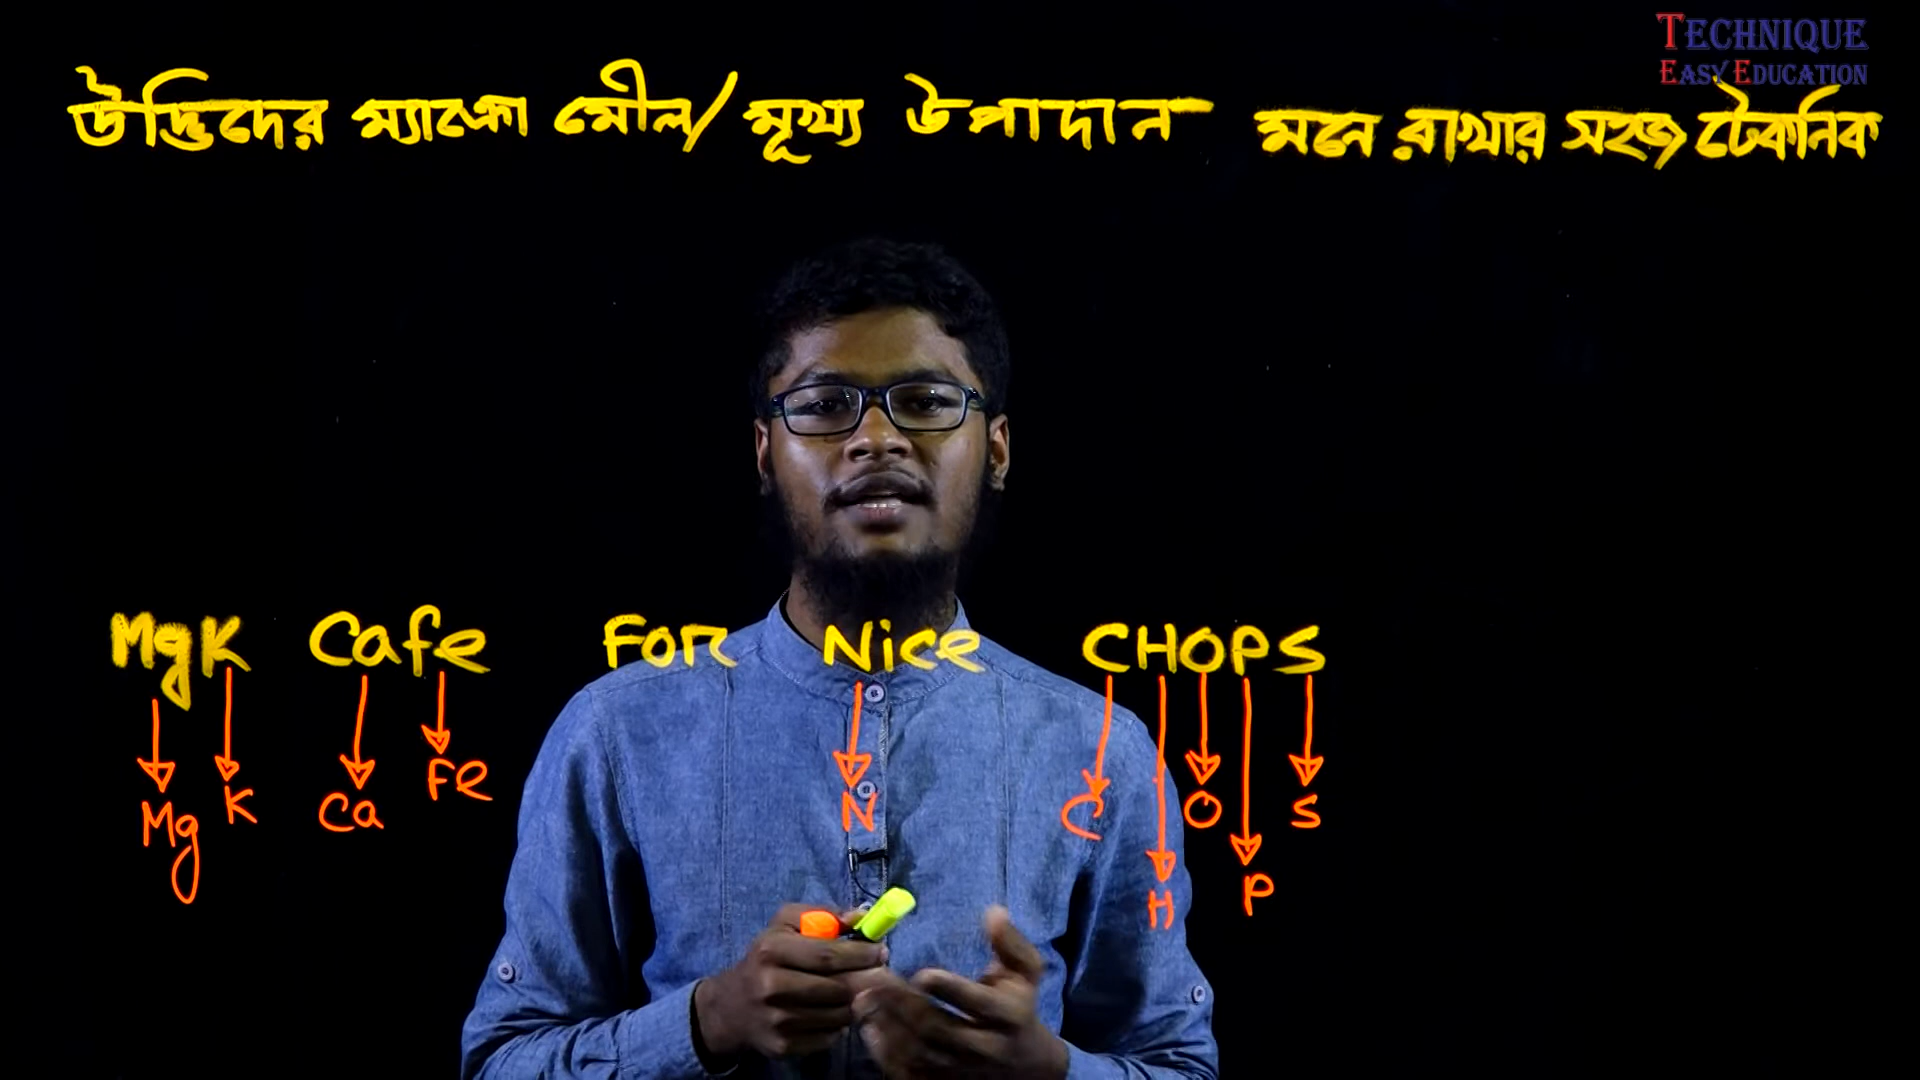 TECHNIQUE
EASY EDUCATION
উদ্ভিদের ম্যাক্রো মৌল/মূখ্য উপাদান মনে রাখার সহজ টেকনিক
MgK Cafe FOR Nice CHOPS
Mg K Ca Fe N C H O P S